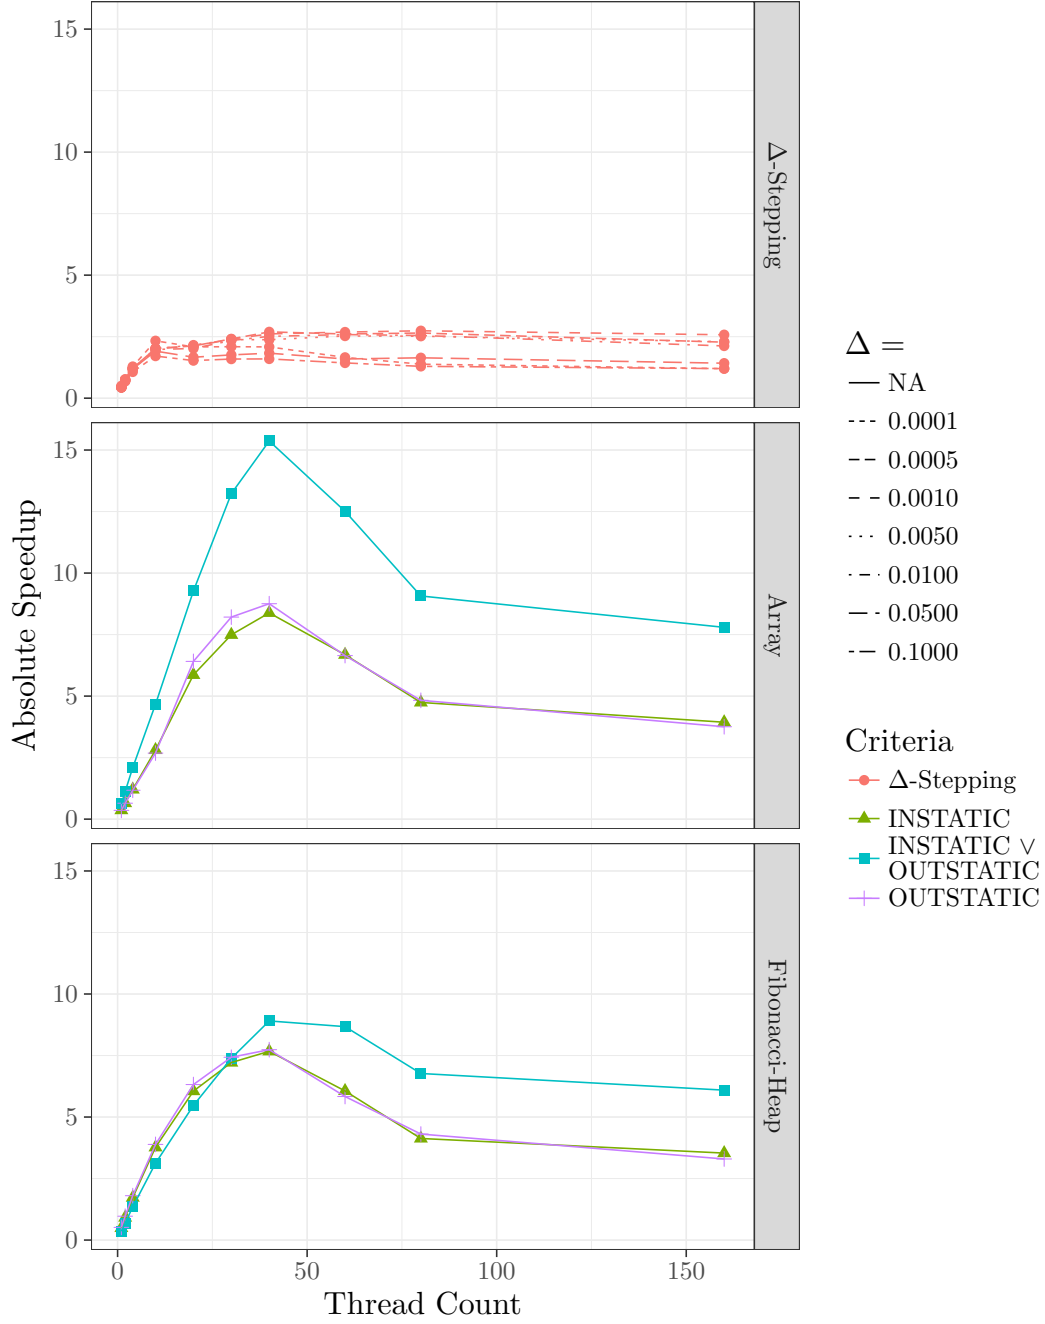 15
10
5
0
Δ-Stepping
15
10
5
0
Array
15
10
5
0
Fibonacci-Heap
0 50 100 150
Thread Count
Absolute Speedup
Δ =
NA
0.0001
0.0005
0.0010
0.0050
0.0100
0.0500
0.1000
Criteria
Δ-Stepping
INSTATIC
INSTATIC ∨
OUTSTATIC
OUTSTATIC